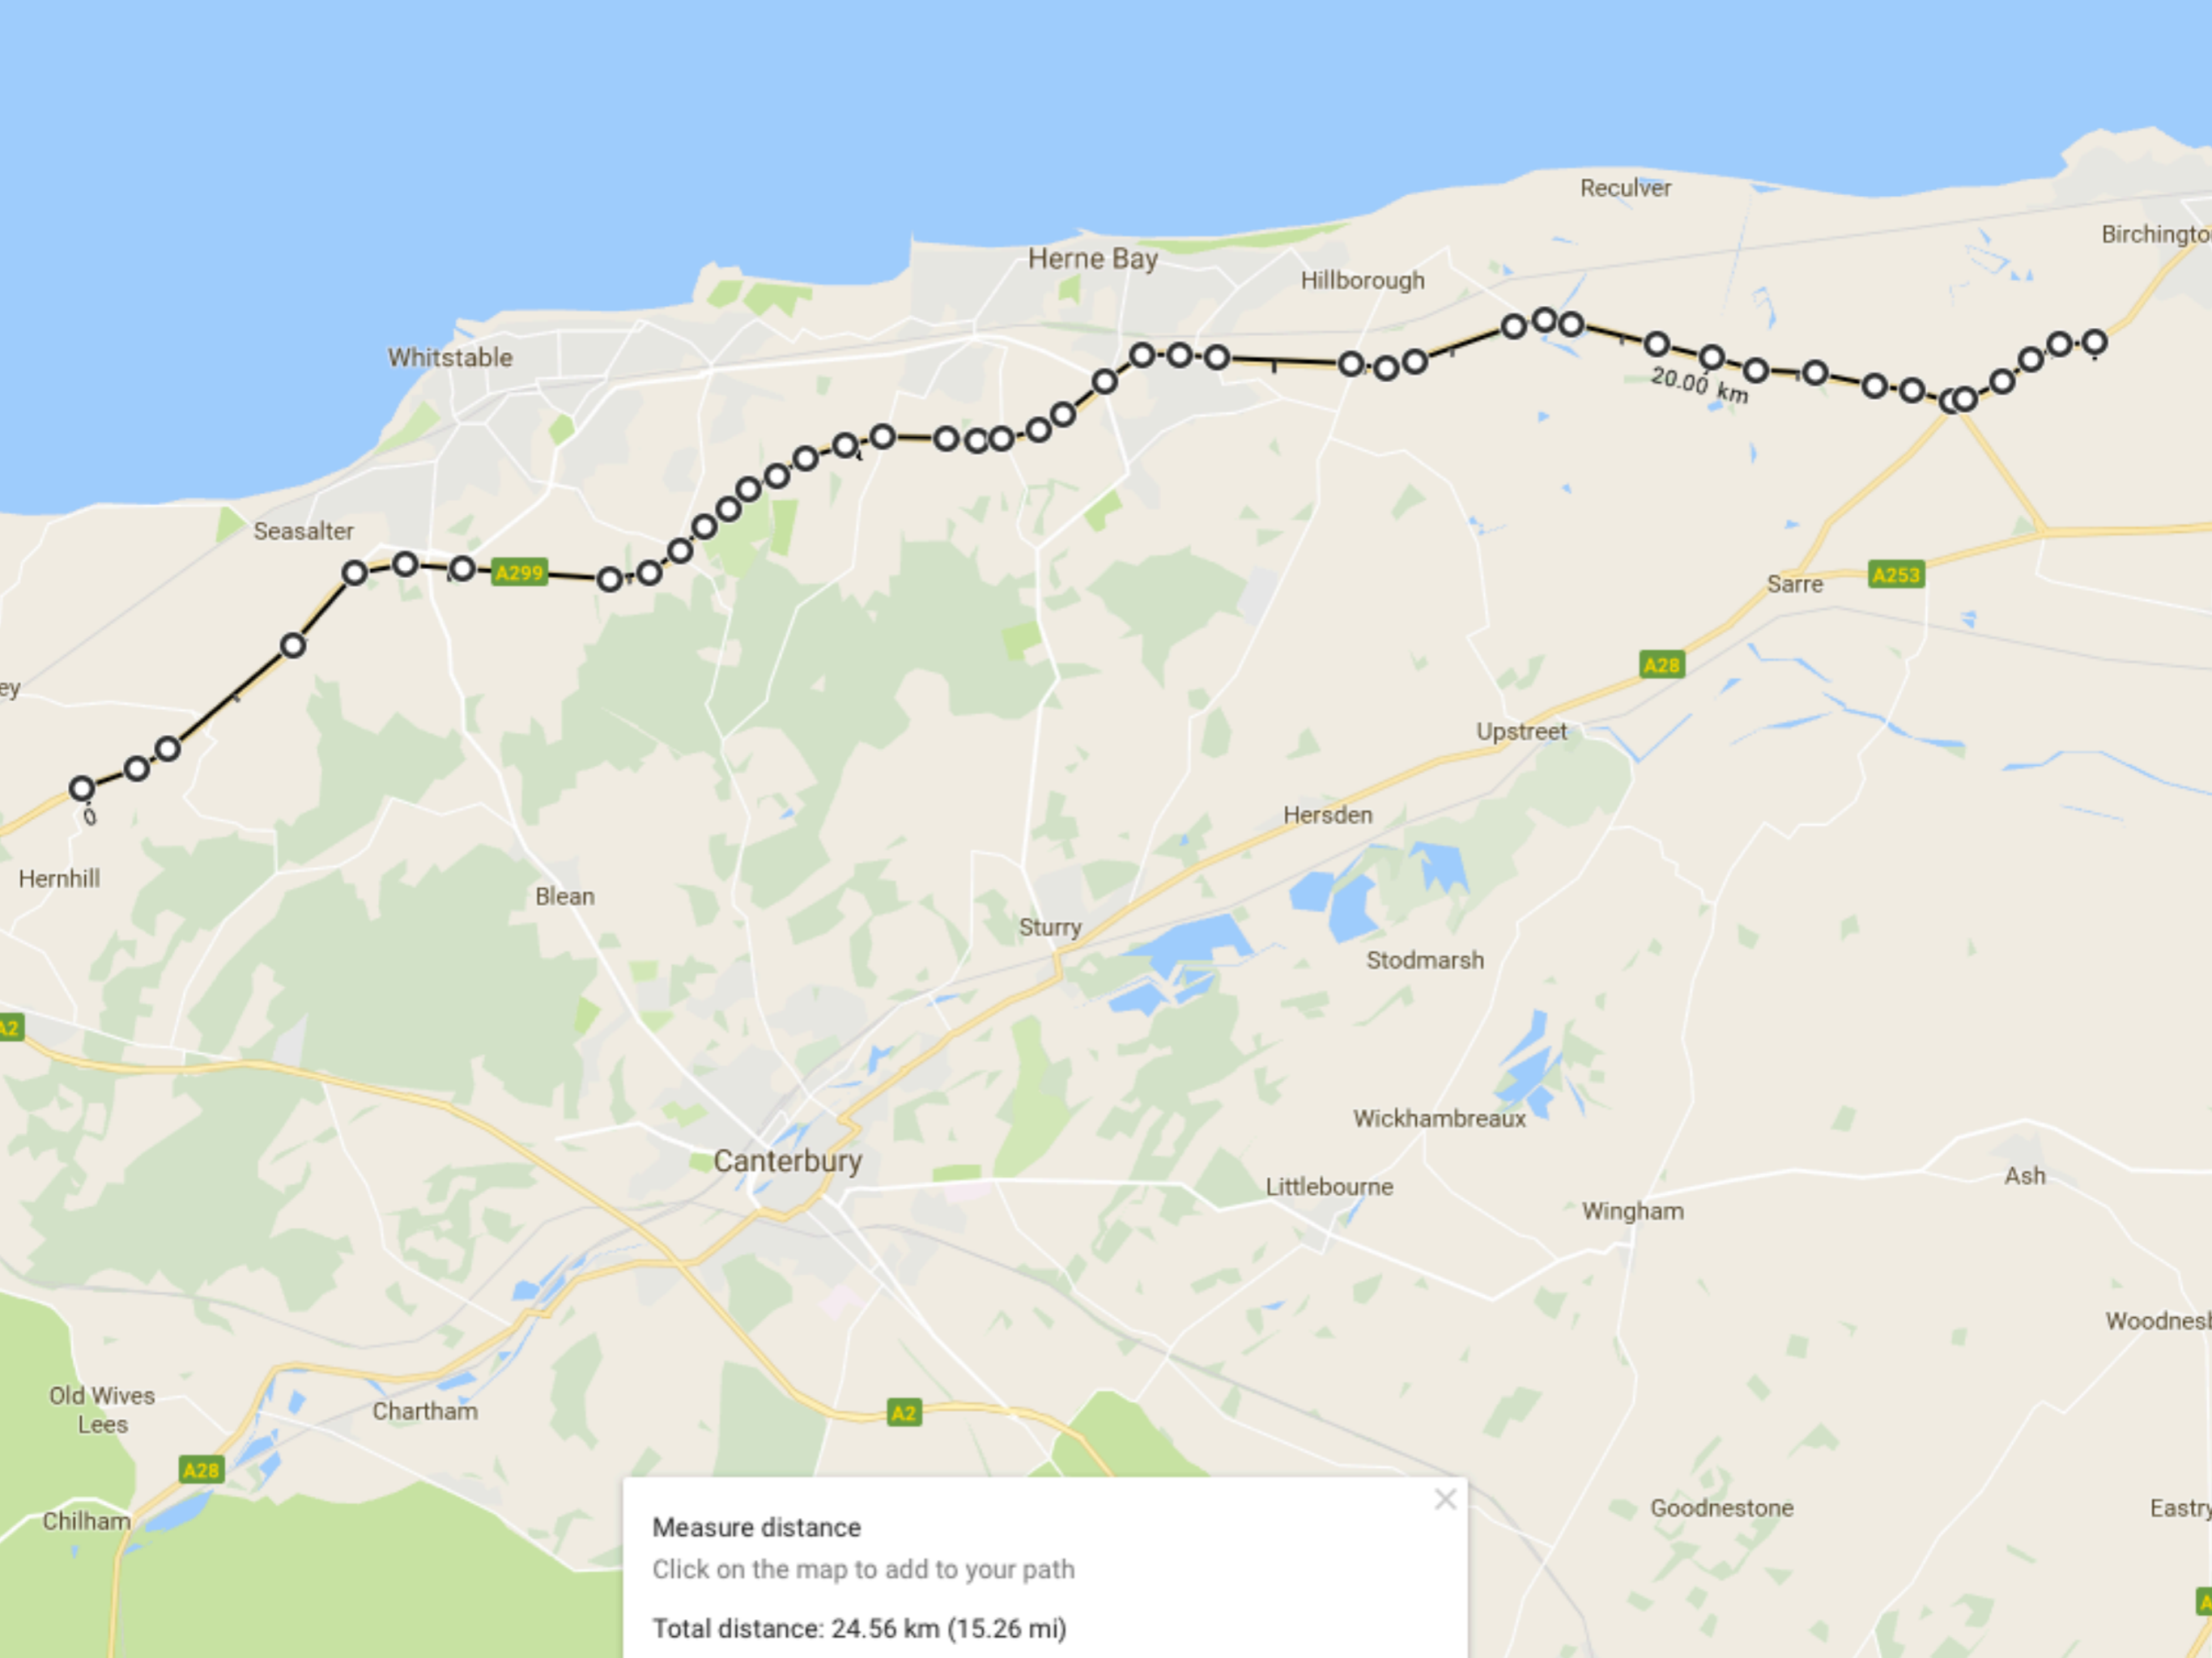 Reculver
Birchingto
Herne Bay
Hillborough
Whitstable
20.00 km
Seasalter
A299
A253
Sarre
A28
ey
Upstreet
0
Hersden
Hernhill
Blean
Sturry
Stodmarsh
A2
Wickhambreaux
Canterbury
Ash
Littlebourne
Wingham
Woodnesb
Old Wives
Lees
Chartham
A2
A28
Chilham
Goodnestone
Eastry
Measure distance
Click on the map to add to your path
A
Total distance: 24.56 km (15.26 mi)